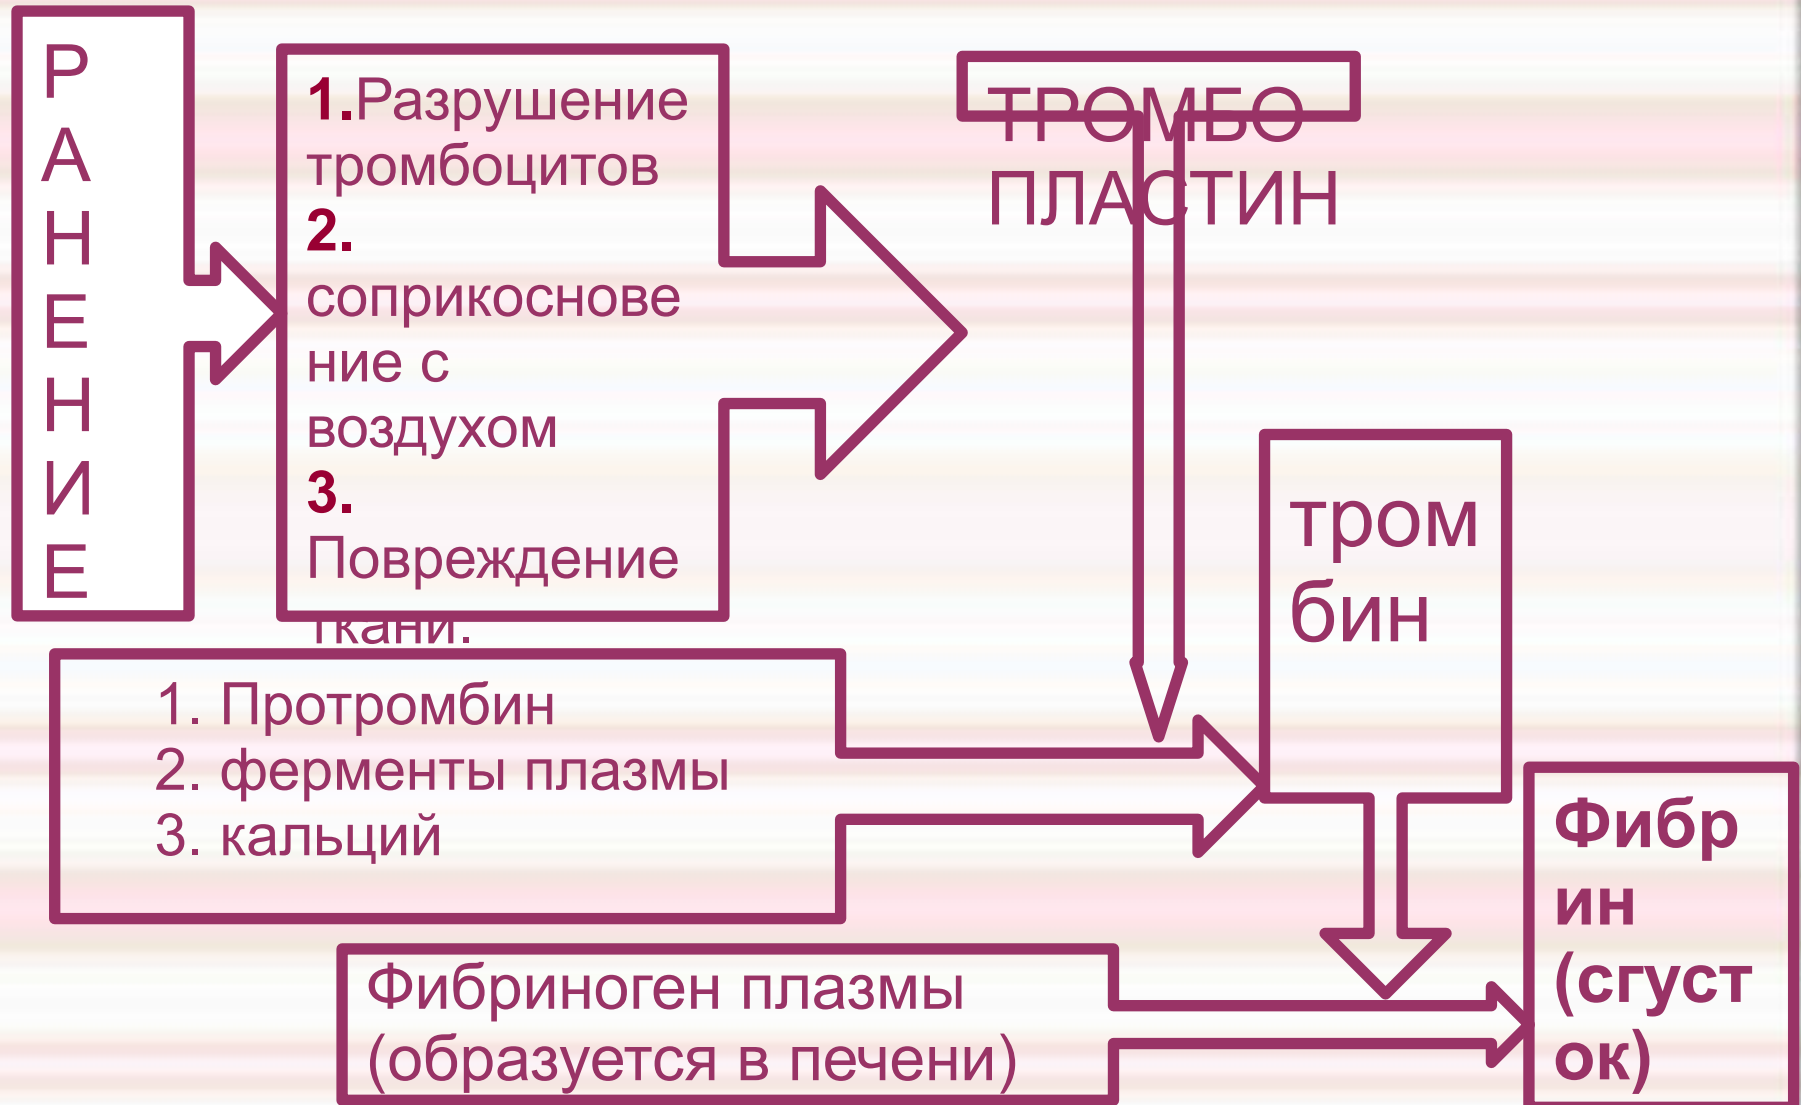 Р
А
Н
Е
Н
И
Е
1.Разрушение
тромбоцитов
2.
соприкоснове
ние с
воздухом
3.
Повреждение
ткани.
ТРОМБО
ПЛАСТИН
тром
бин
1. Протромбин
2. ферменты плазмы
3. кальций
Фибриноген плазмы
(образуется в печени)
Фибр
ин
(сгуст
ок)